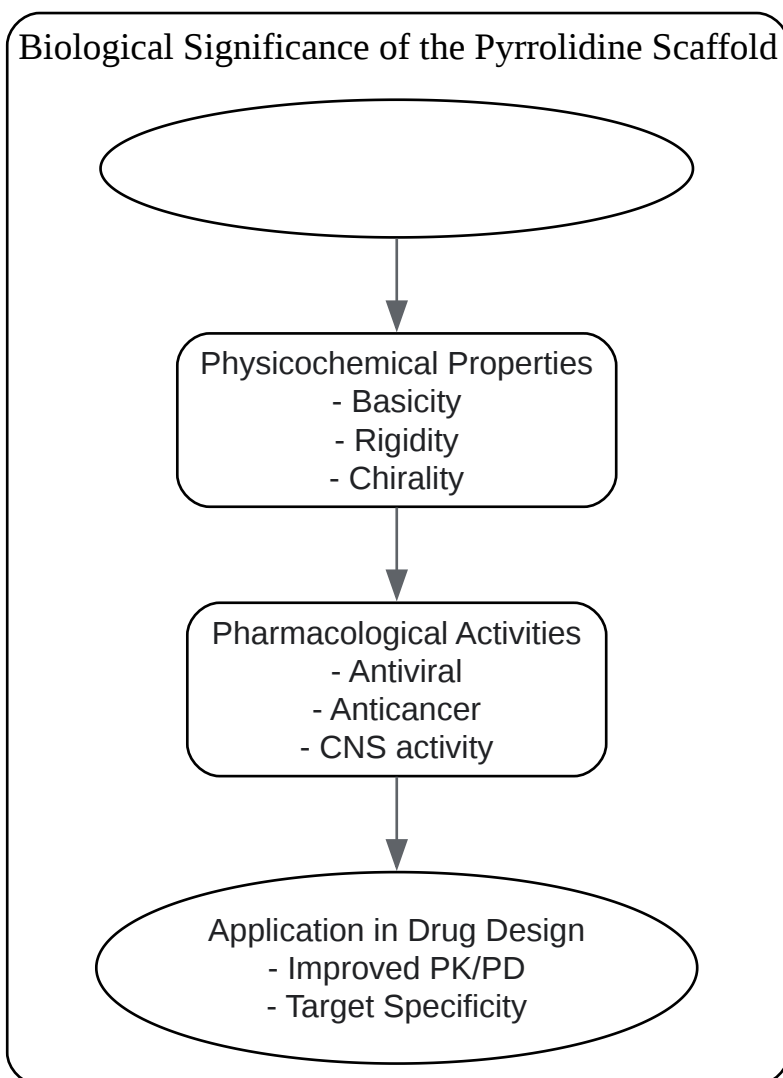 Biological Significance of the Pyrrolidine Scaffold
Physicochemical Properties
- Basicity
- Rigidity
- Chirality
Pharmacological Activities
- Antiviral
- Anticancer
- CNS activity
Application in Drug Design
- Improved PK/PD
- Target Specificity